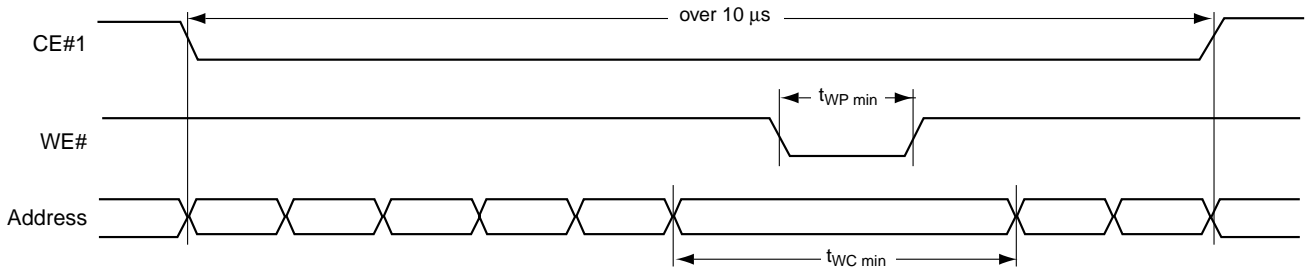 over 10 μs
CE#1
tWP min
WE#
Address
tWC min